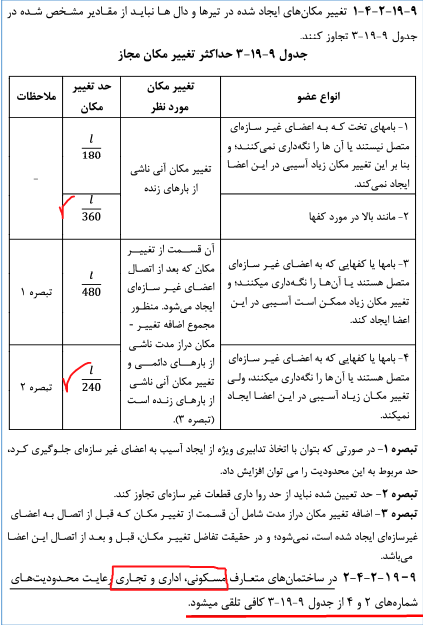 ۹-۱۹-۲-۴-۱ تغییر مکان‌های ایجاد شده در تیرها و دال ها نباید از مقادیر مشخص شده در
جدول ۹-۱۹-۳ تجاوز کنند.
جدول ۹-۱۹-۳ حداکثر تغییر مکان مجاز
انواع عضو
تغییر مکان
مورد نظر
حد تغییر
مکان
ملاحظات
۱- بامهای تخت که به اعضای غیر سازه‌ای
متصل نیستند یا آن ها را نگه‌داری نمی‌کنند؛ و
بنا بر این تغییر مکان زیاد آسیبی در این اعضا
ایجاد نمی‌کند.
تغییر مکان آنی ناشی
از بارهای زنده
l
180
-
۲- مانند بالا در مورد کفها
l
360
۳- بامها یا کفهایی که به اعضای غیر سازه‌ای
متصل هستند یا آن‌ها را نگه‌داری میکنند؛ و
تغییر مکان زیاد ممکن است آسیبی در این
اعضا ایجاد کند.
آن قسمت از تغییر
مکان که بعد از اتصال
اعضای غیر سازه‌ای
ایجاد می‌شود. منظور
مجموع اضافه تغییر-
مکان دراز مدت ناشی
از بارهای دائمی و
تغییر مکان آنی ناشی
از بارهای زنده است
(تبصره ۳).
l
480
تبصره ۱
۴- بامها یا کفهایی که به اعضای غیر سازه‌ای
متصل هستند یا آن‌ها را نگه‌داری میکنند، ولی
تغییر مکان زیاد آسیبی در این اعضا ایجاد
نمیکند.
l
240
تبصره ۲
تبصره ۱- در صورتی که بتوان با اتخاذ تدابیری ویژه از ایجاد آسیب به اعضای غیر سازه‌ای جلوگیری کرد،
حد مربوط به این محدودیت را می توان افزایش داد.
تبصره ۲- حد تعیین شده نباید از حد روا داری قطعات غیر سازه‌ای تجاوز کند.
تبصره ۳- اضافه تغییر مکان دراز مدت شامل آن قسمت از تغییر مکان که قبل از اتصال به اعضای
غیرسازه‌ای ایجاد شده است، نمی‌شود؛ و در حقیقت تفاضل تغییر مکان، قبل و بعد از اتصال این اعضا
می‌باشد.
۹-۱۹-۲-۴-۲ در ساختمان‌های متعارف مسکونی، اداری و تجاری رعایت محدودیت‌های
شماره‌های ۲ و ۴ از جدول ۹-۱۹-۳ کافی تلقی میشود.